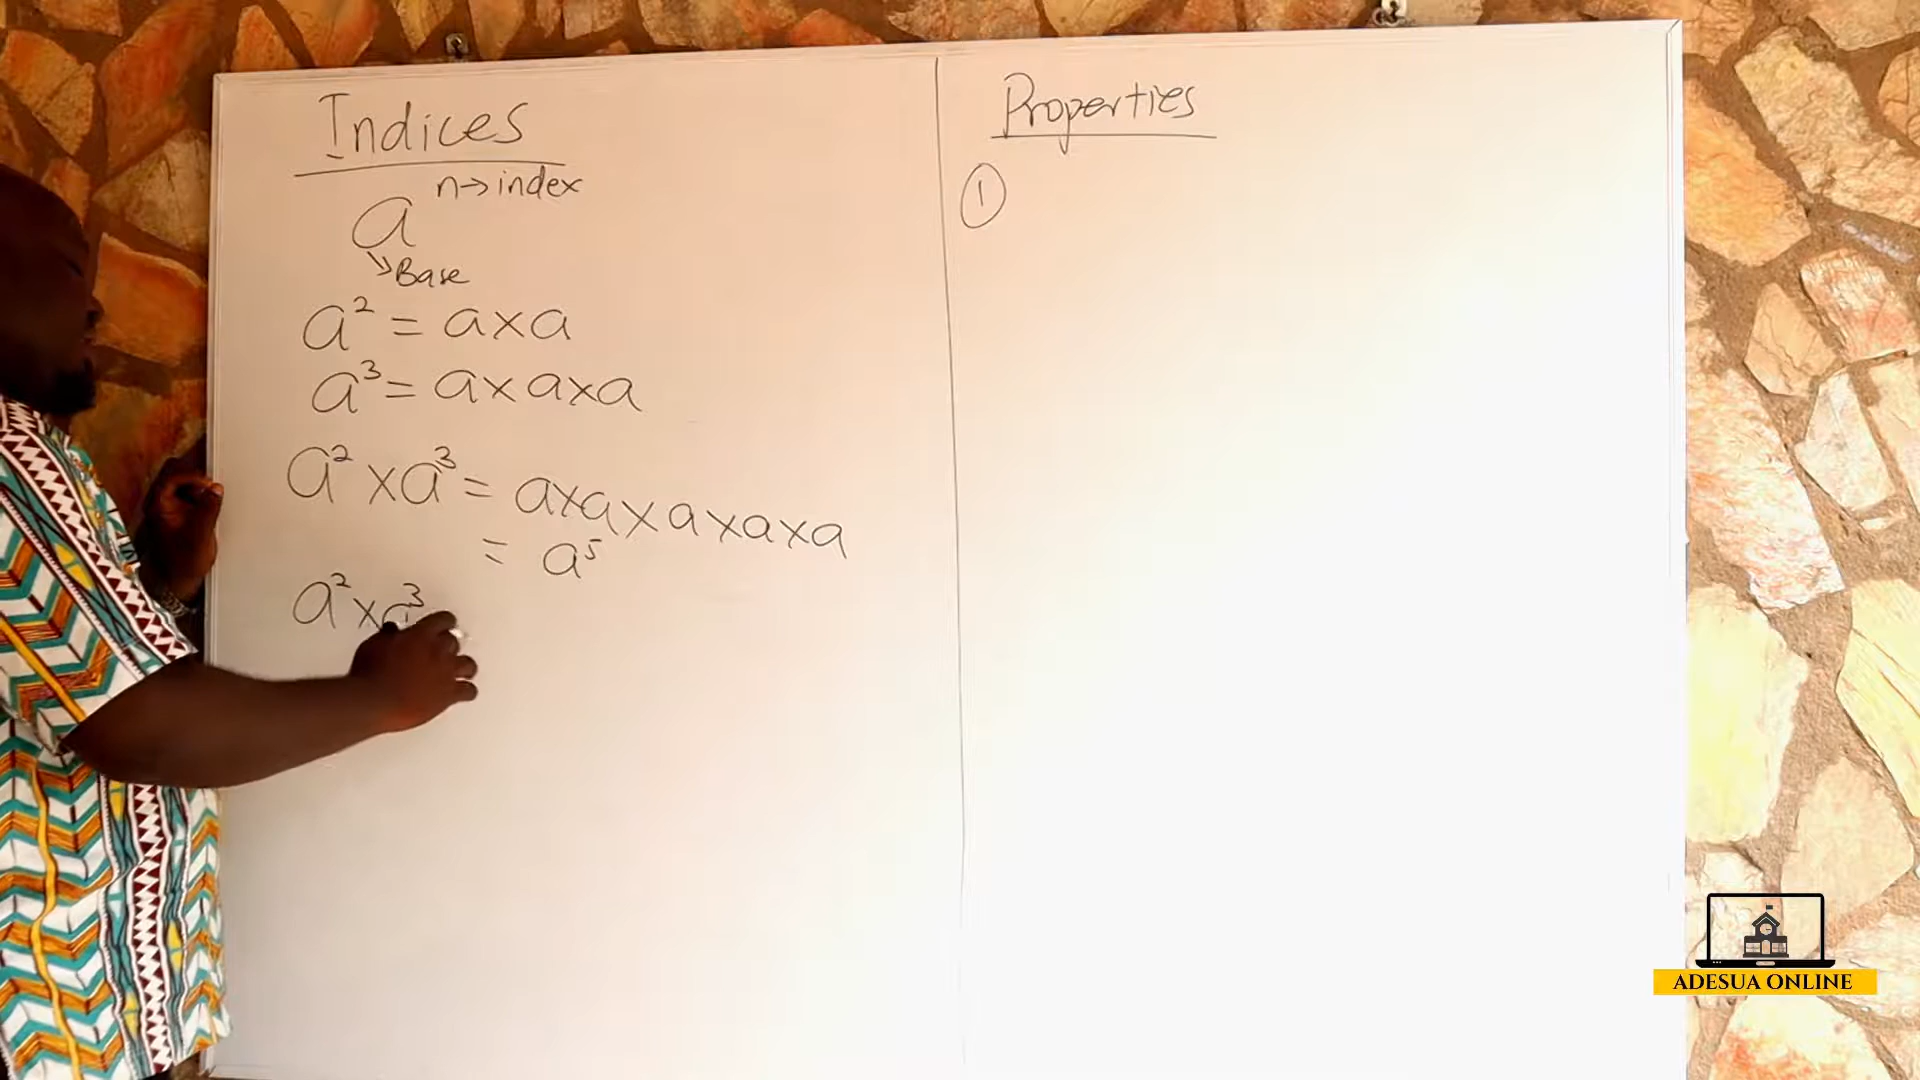 Indices
n→index
a
Base
a² = a×a
a³ = a×a×a
a² × a³ = a×a×a×a×a
= a⁵
a² × a³
Properties
①
ADESUA ONLINE